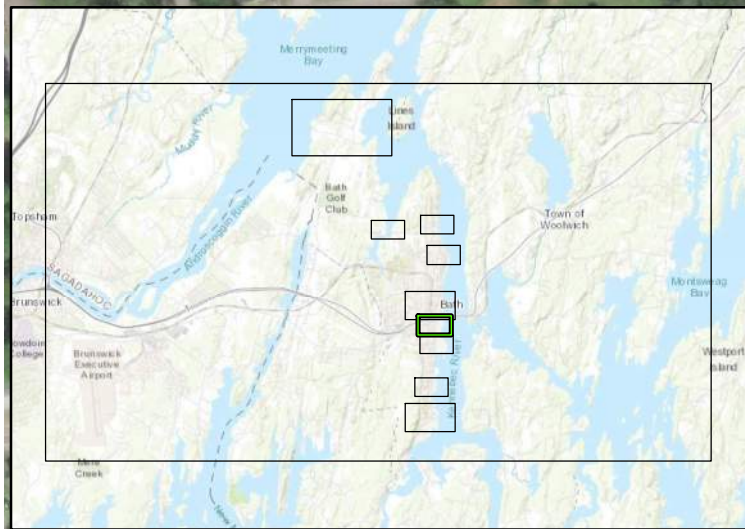 Merrymeeting
Bay
Muddy River
Lines
Island
Bath
Golf
Club
Topsham
Androscoggin River
Town of
Woolwich
SAGADAHOC
Montsweag
Bay
Brunswick
Bath
owdoin
College
Brunswick
Executive
Airport
Kennebec River
Westport
Island
Mere
Creek
New